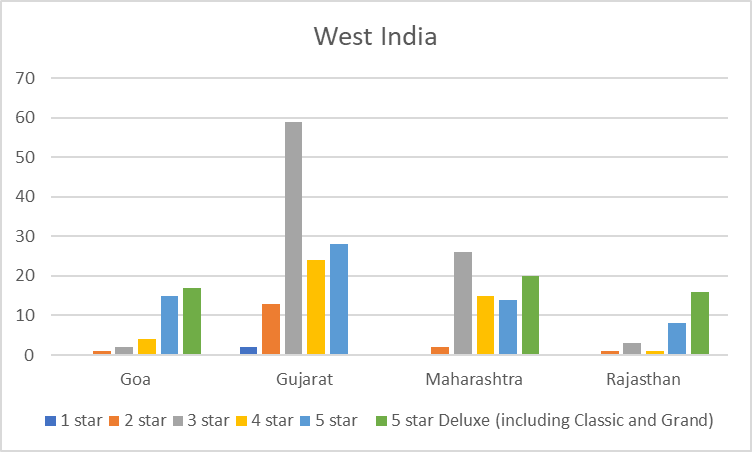 West India
70
60
50
40
30
20
10
0
Goa Gujarat Maharashtra Rajasthan
1 star 2 star 3 star 4 star 5 star 5 star Deluxe (including Classic and Grand)